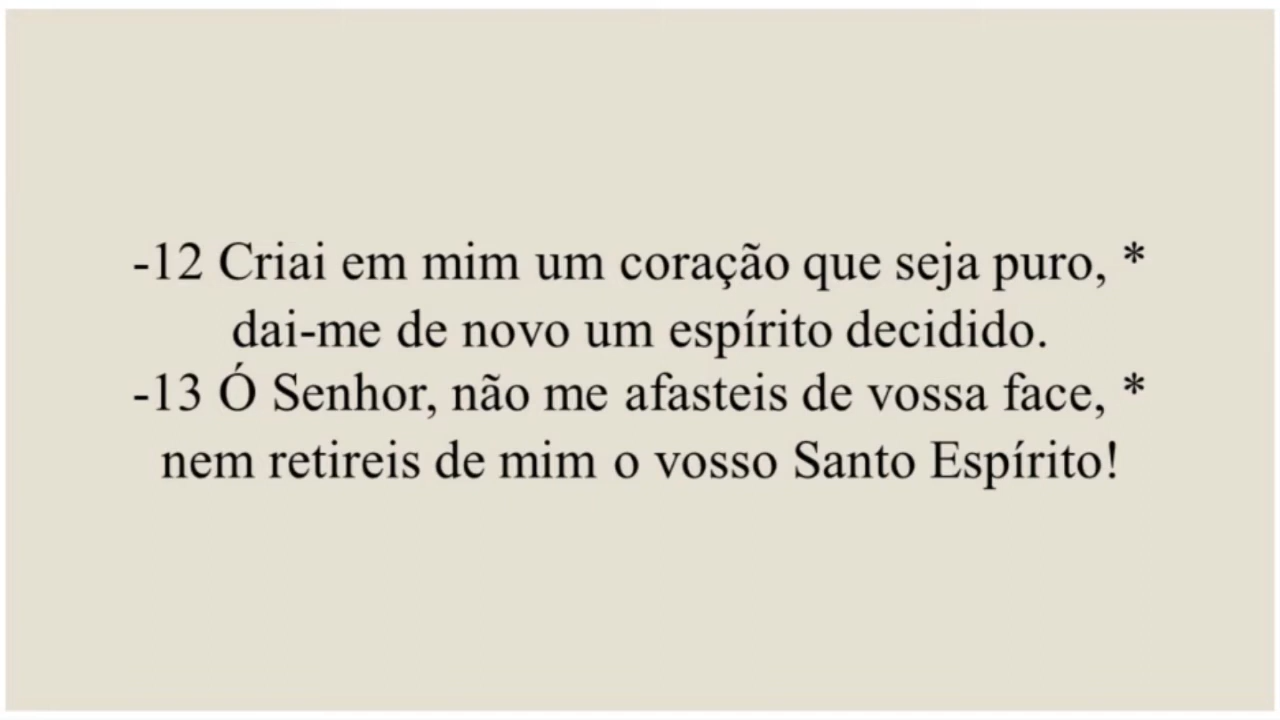 -12 Criai em mim um coração que seja puro, *
dai-me de novo um espírito decidido.
-13 Ó Senhor, não me afasteis de vossa face, *
nem retireis de mim o vosso Santo Espírito!